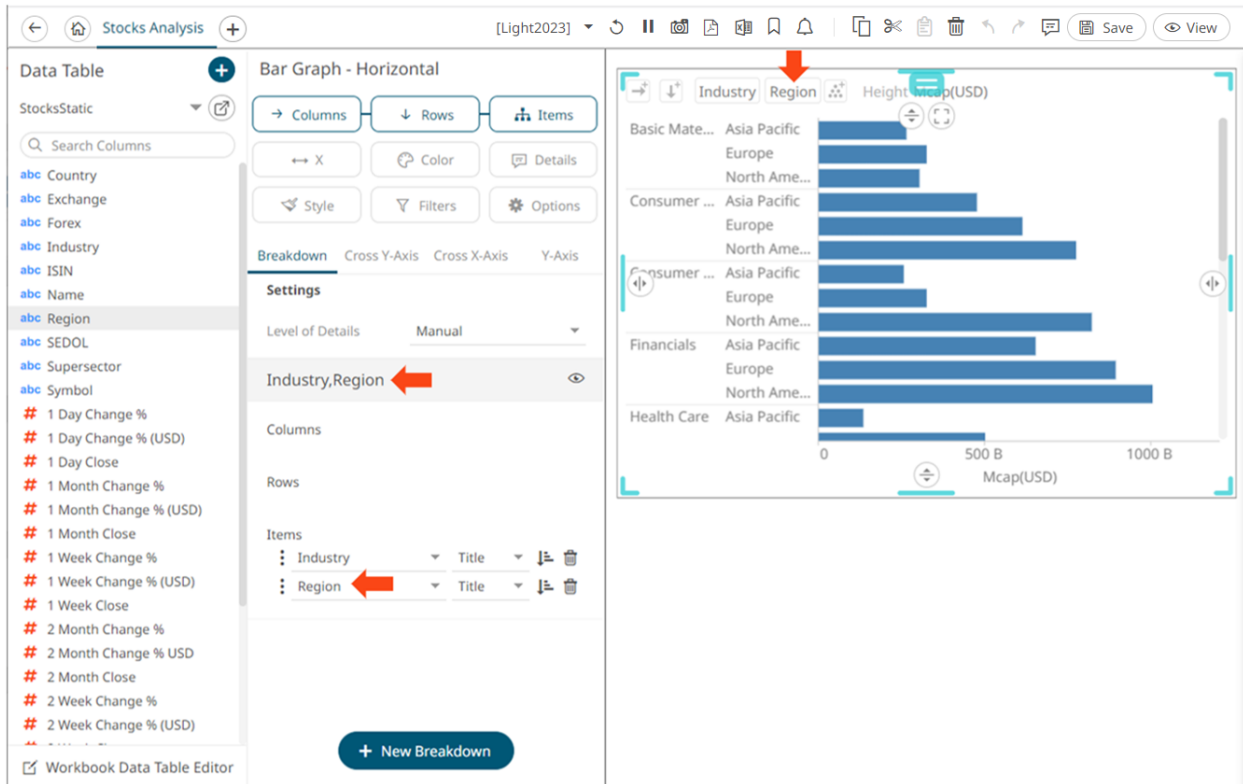 Stocks Analysis
[Light2023]
Save
View
Data Table
StocksStatic
Search Columns
abc Country
abc Exchange
abc Forex
abc Industry
abc ISIN
abc Name
abc Region
abc SEDOL
abc Supersector
abc Symbol
# 1 Day Change %
# 1 Day Change % (USD)
# 1 Day Close
# 1 Month Change %
# 1 Month Change % (USD)
# 1 Month Close
# 1 Week Change %
# 1 Week Change % (USD)
# 1 Week Close
# 2 Month Change %
# 2 Month Change % USD
# 2 Month Close
# 2 Week Change %
# 2 Week Change % (USD)
Workbook Data Table Editor
Bar Graph - Horizontal
Columns
Rows
Items
X
Color
Details
Style
Filters
Options
Breakdown
Cross Y-Axis
Cross X-Axis
Y-Axis
Settings
Level of Details
Manual
Industry,Region
Columns
Rows
Items
Industry
Title
Region
Title
+ New Breakdown
Industry
Region
Height Mcap(USD)
Basic Mate... Asia Pacific
Europe
North Ame...
Consumer ... Asia Pacific
Europe
North Ame...
Consumer ... Asia Pacific
Europe
North Ame...
Financials Asia Pacific
Europe
North Ame...
Health Care Asia Pacific
0 500 B 1000 B
Mcap(USD)